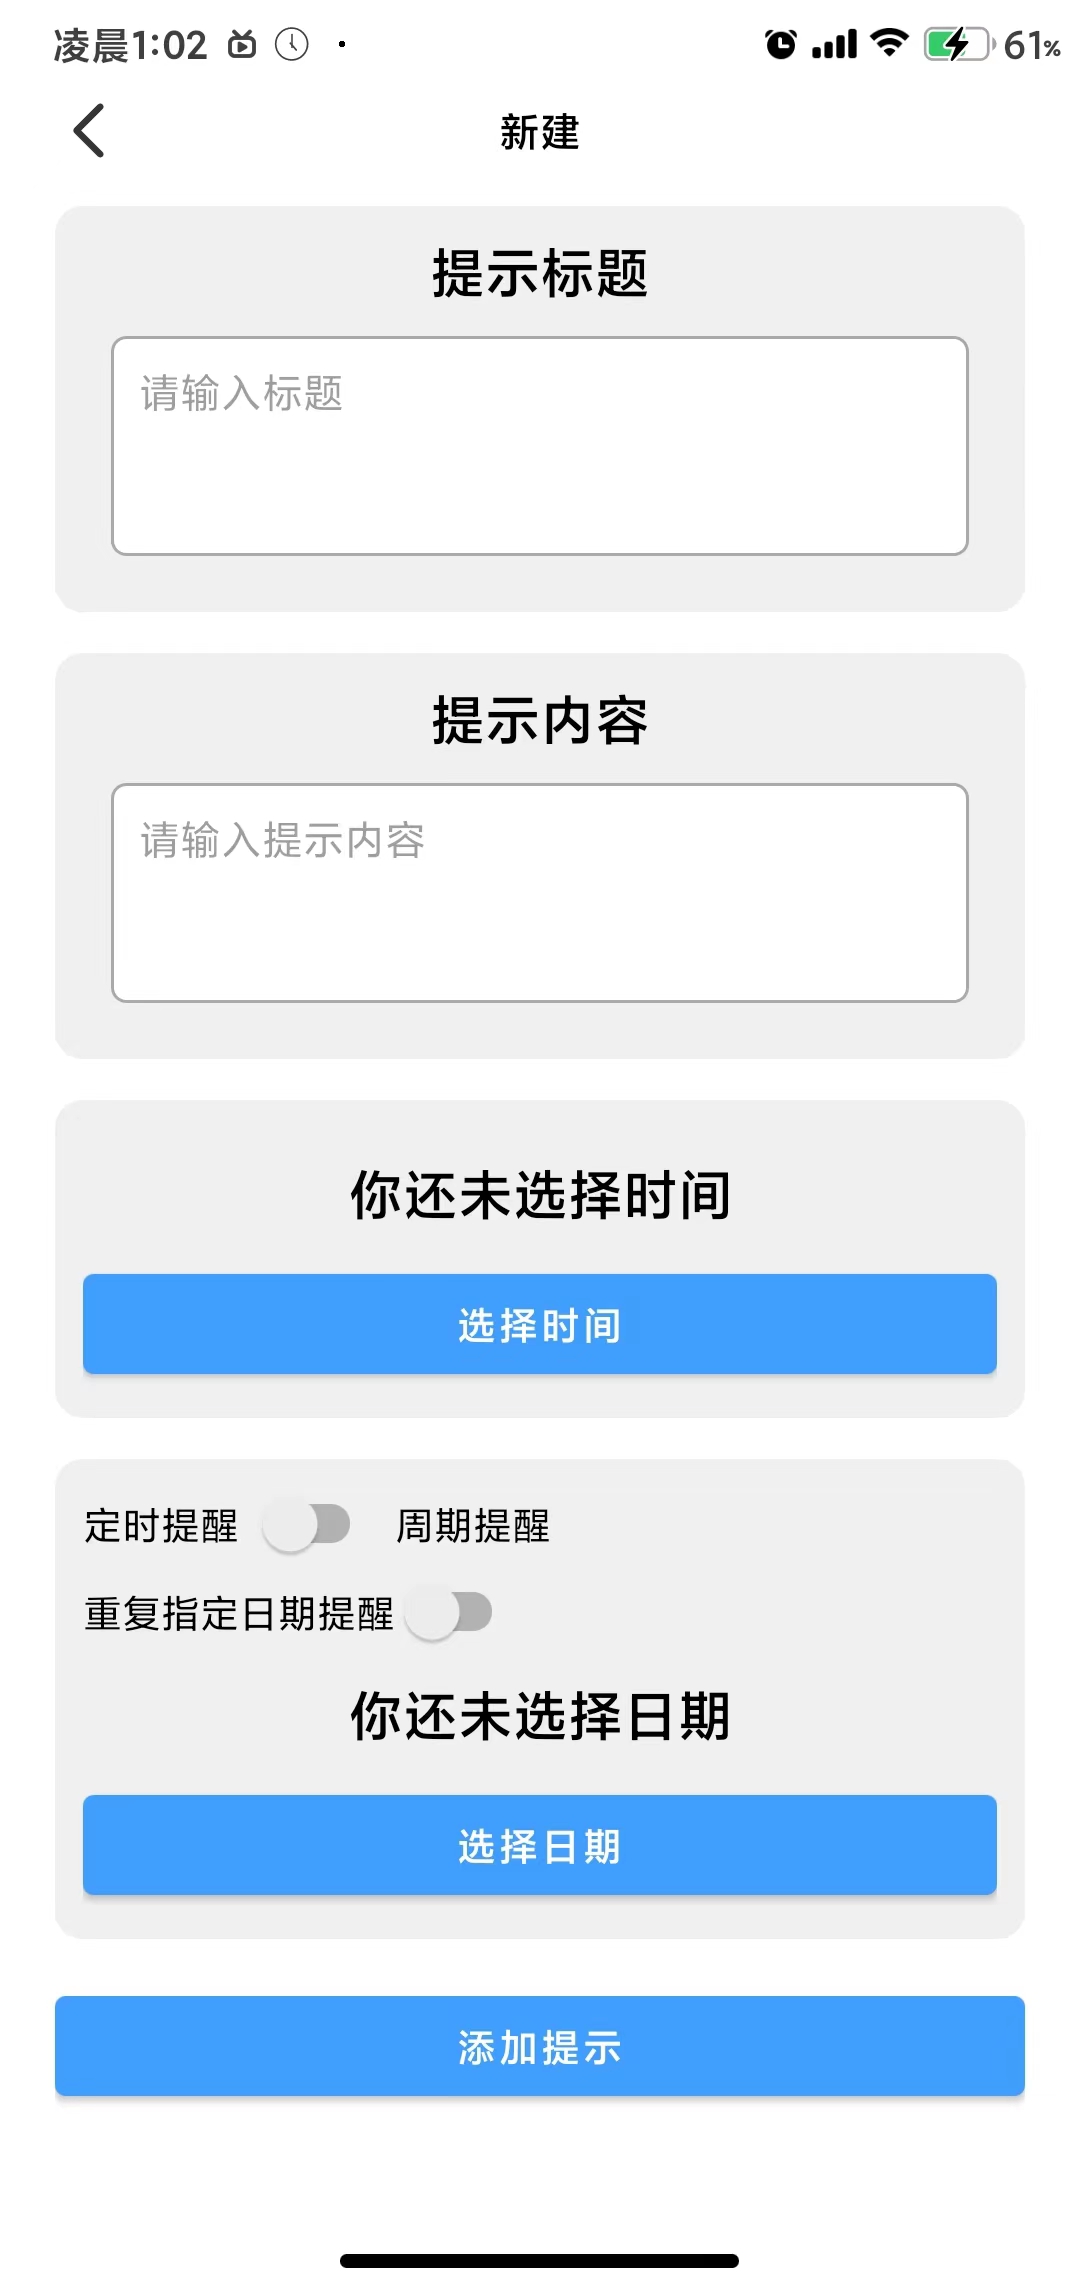 凌晨1:02 61%
新建
提示标题
请输入标题
提示内容
请输入提示内容
你还未选择时间
选择时间
定时提醒 周期提醒
重复指定日期提醒
你还未选择日期
选择日期
添加提示